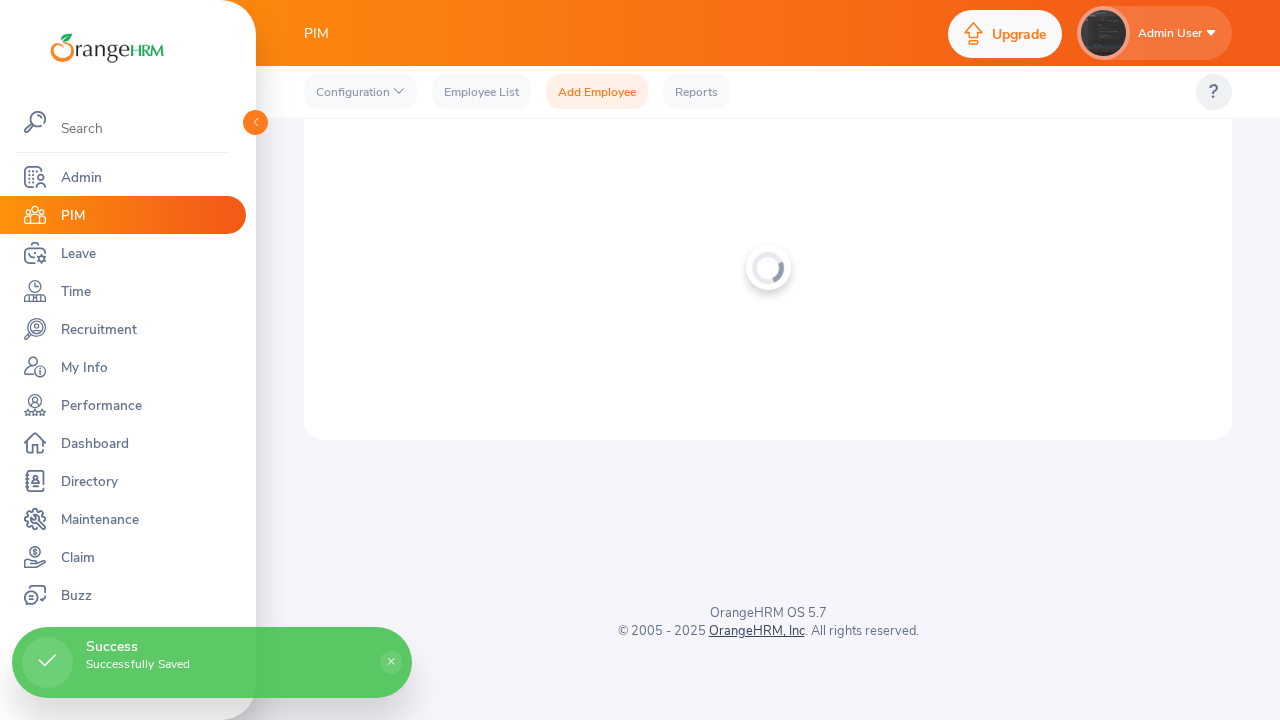 OrangeHRM
PIM
Upgrade
Admin User
Configuration
Employee List
Add Employee
Reports
?
Search
Admin
PIM
Leave
Time
Recruitment
My Info
Performance
Dashboard
Directory
Maintenance
Claim
Buzz
OrangeHRM OS 5.7
© 2005 - 2025 OrangeHRM, Inc. All rights reserved.
Success
Successfully Saved
×